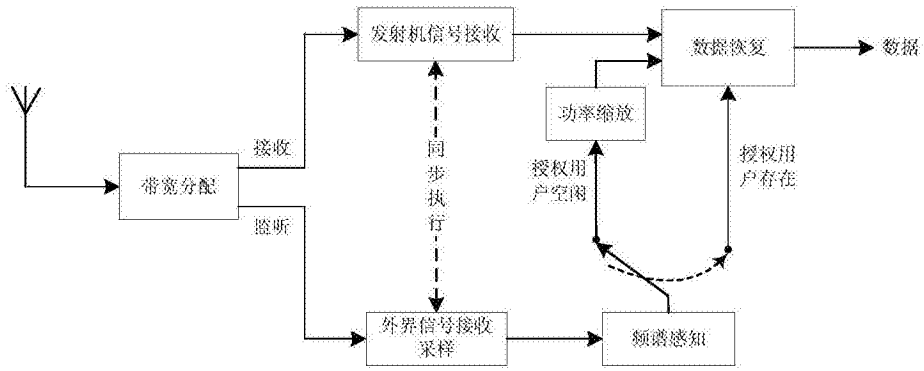 发射机信号接收
数据恢复
数据
功率缩放
接收
同步执行
授权用
户空闲
授权用
户存在
带宽分配
监听
外界信号接收
采样
频谱感知